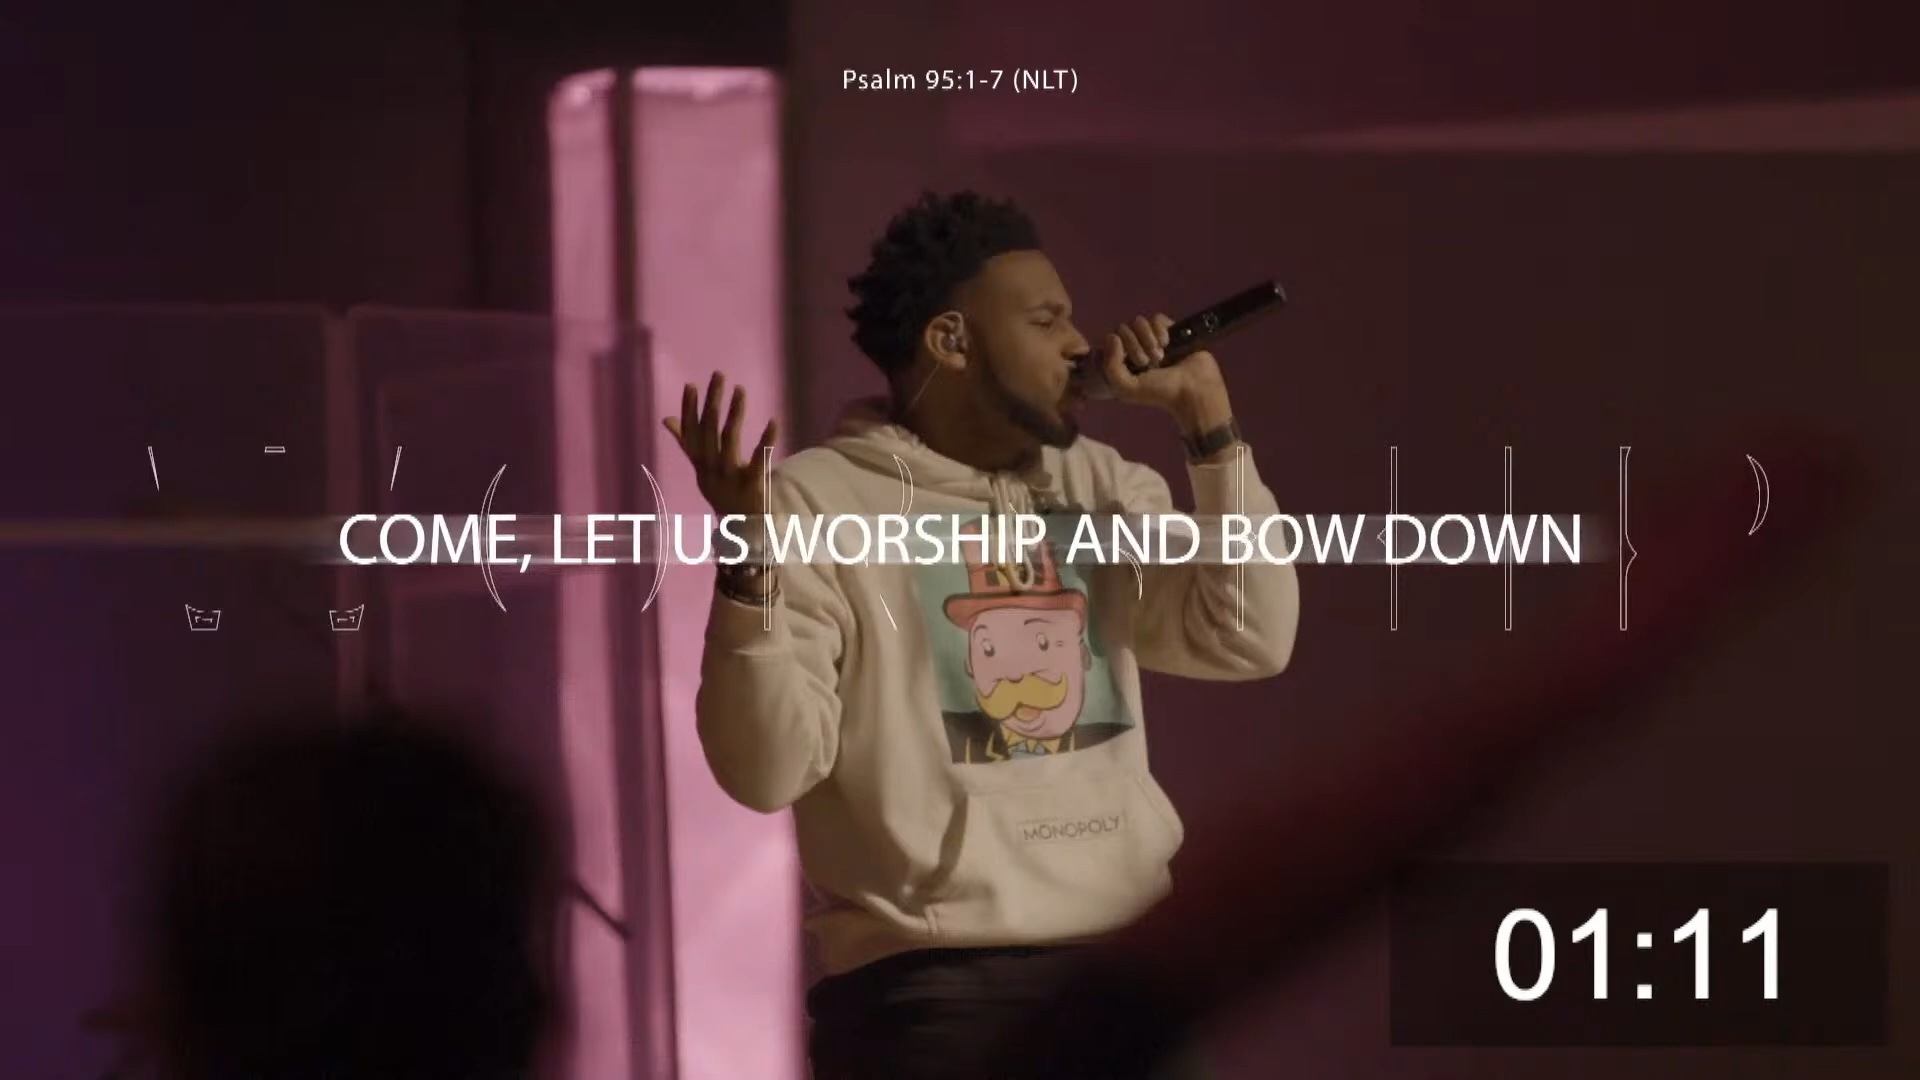 Psalm 95:1-7 (NLT)
COME, LET US WORSHIP AND BOW DOWN
MONOPOLY
01:11